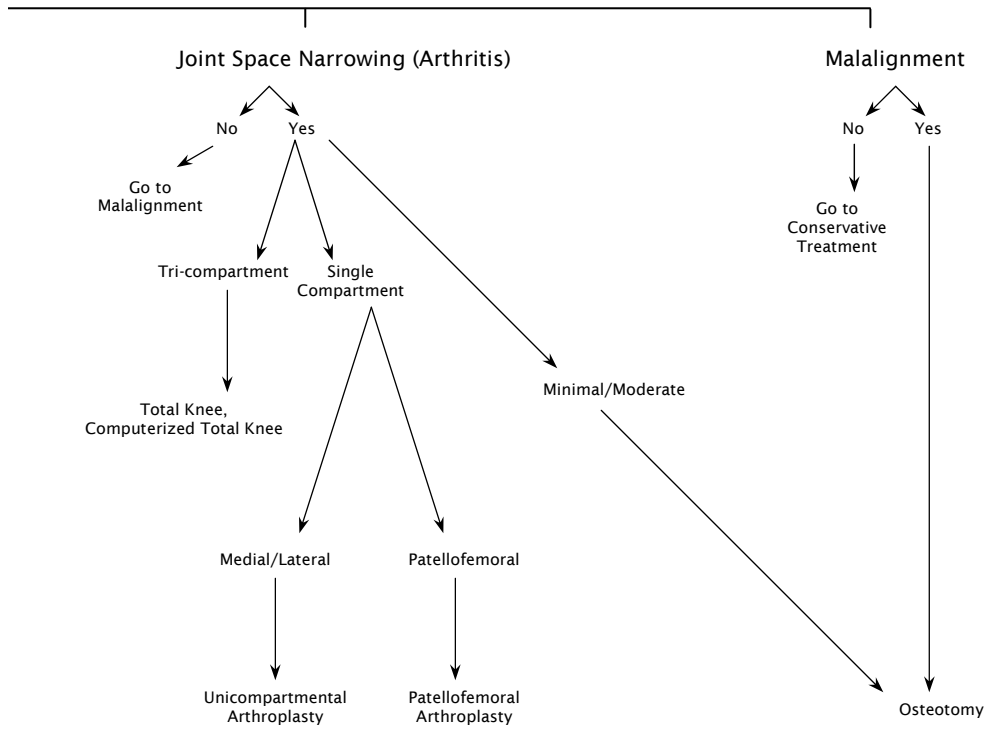 Joint Space Narrowing (Arthritis)
Malalignment
No
Yes
No
Yes
Go to
Malalignment
Go to
Conservative
Treatment
Tri-compartment
Single
Compartment
Minimal/Moderate
Total Knee,
Computerized Total Knee
Medial/Lateral
Patellofemoral
Unicompartmental
Arthroplasty
Patellofemoral
Arthroplasty
Osteotomy